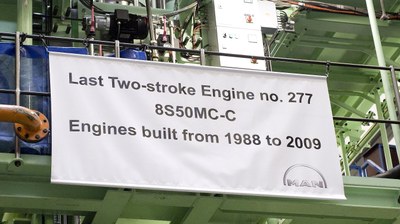 Last Two-stroke Engine no. 277
8S50MC-C
Engines built from 1988 to 2009
MAN